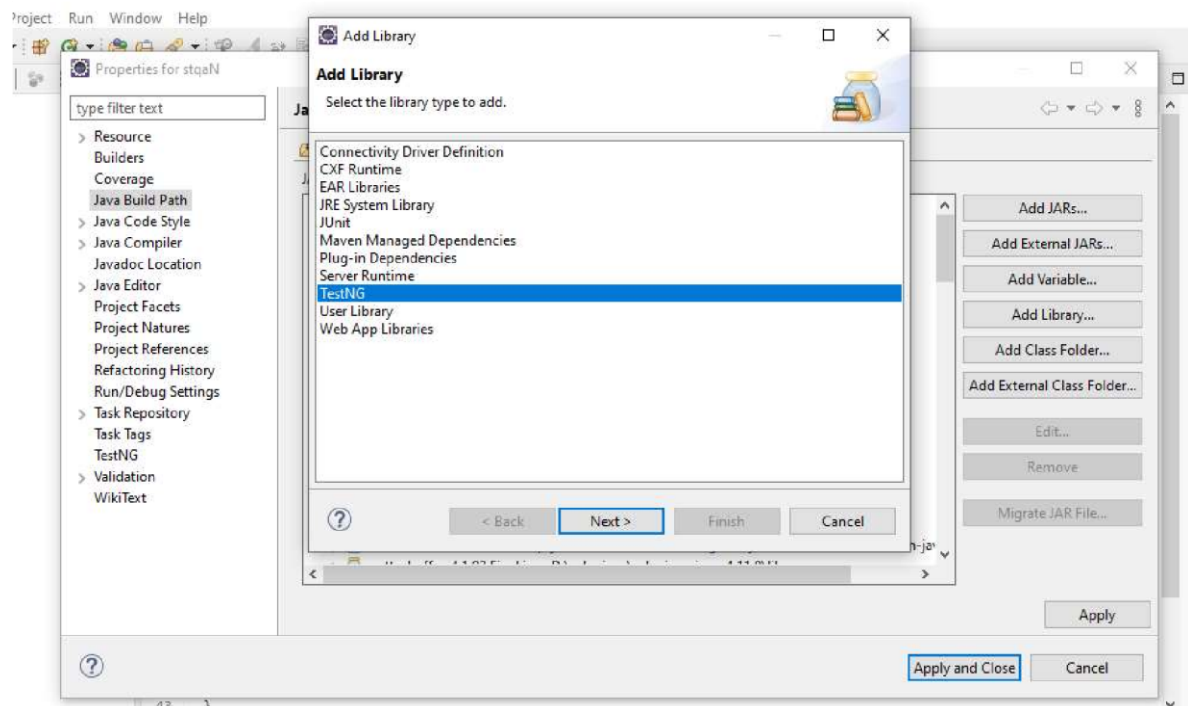 Project Run Window Help
Properties for stqaN
type filter text
Resource
Builders
Coverage
Java Build Path
Java Code Style
Java Compiler
Javadoc Location
Java Editor
Project Facets
Project Natures
Project References
Refactoring History
Run/Debug Settings
Task Repository
Task Tags
TestNG
Validation
WikiText
Ja
Add Library
Add Library
Select the library type to add.
Connectivity Driver Definition
CXF Runtime
EAR Libraries
JRE System Library
JUnit
Maven Managed Dependencies
Plug-in Dependencies
Server Runtime
TestNG
User Library
Web App Libraries
< Back Next > Finish Cancel
Add JARs...
Add External JARs...
Add Variable...
Add Library...
Add Class Folder...
Add External Class Folder...
Edit...
Remove
Migrate JAR File...
Apply
Apply and Close Cancel